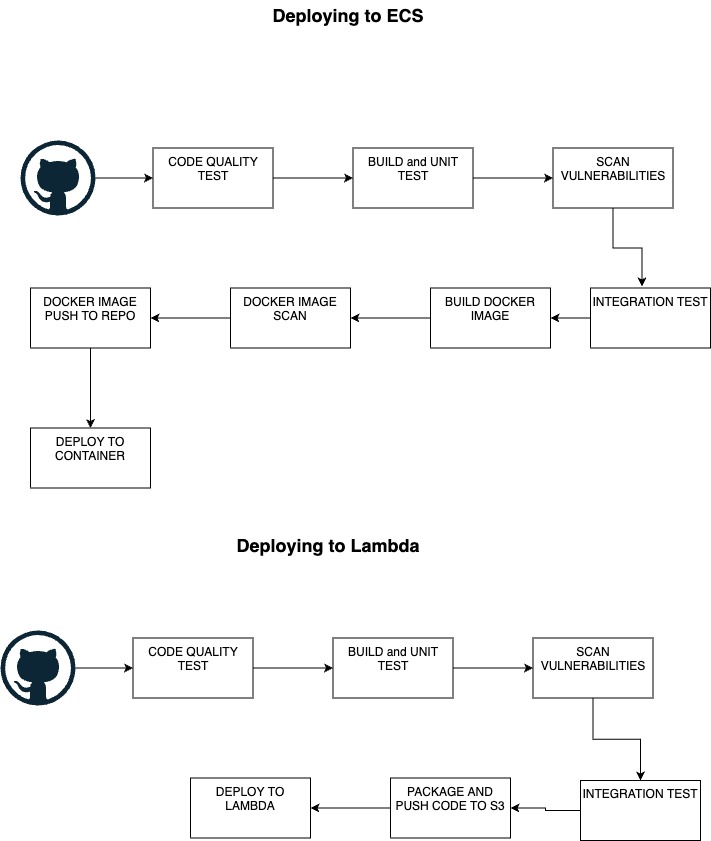 Deploying to ECS
CODE QUALITY
TEST
BUILD and UNIT
TEST
SCAN
VULNERABILITIES
INTEGRATION TEST
BUILD DOCKER
IMAGE
DOCKER IMAGE
SCAN
DOCKER IMAGE
PUSH TO REPO
DEPLOY TO
CONTAINER
Deploying to Lambda
CODE QUALITY
TEST
BUILD and UNIT
TEST
SCAN
VULNERABILITIES
INTEGRATION TEST
PACKAGE AND
PUSH CODE TO S3
DEPLOY TO
LAMBDA